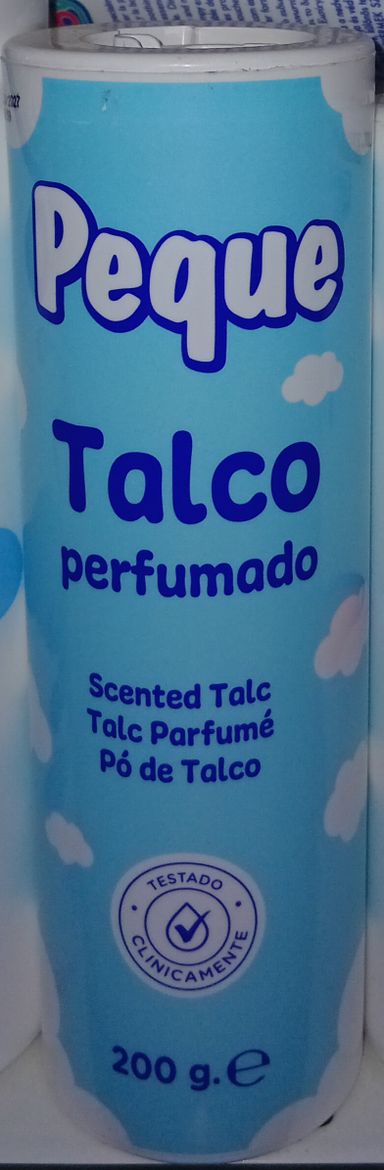 Peque
Talco
perfumado
Scented Talc
Talc Parfumé
Pó de Talco
TESTADO
CLINICAMENTE
200 g. ℮